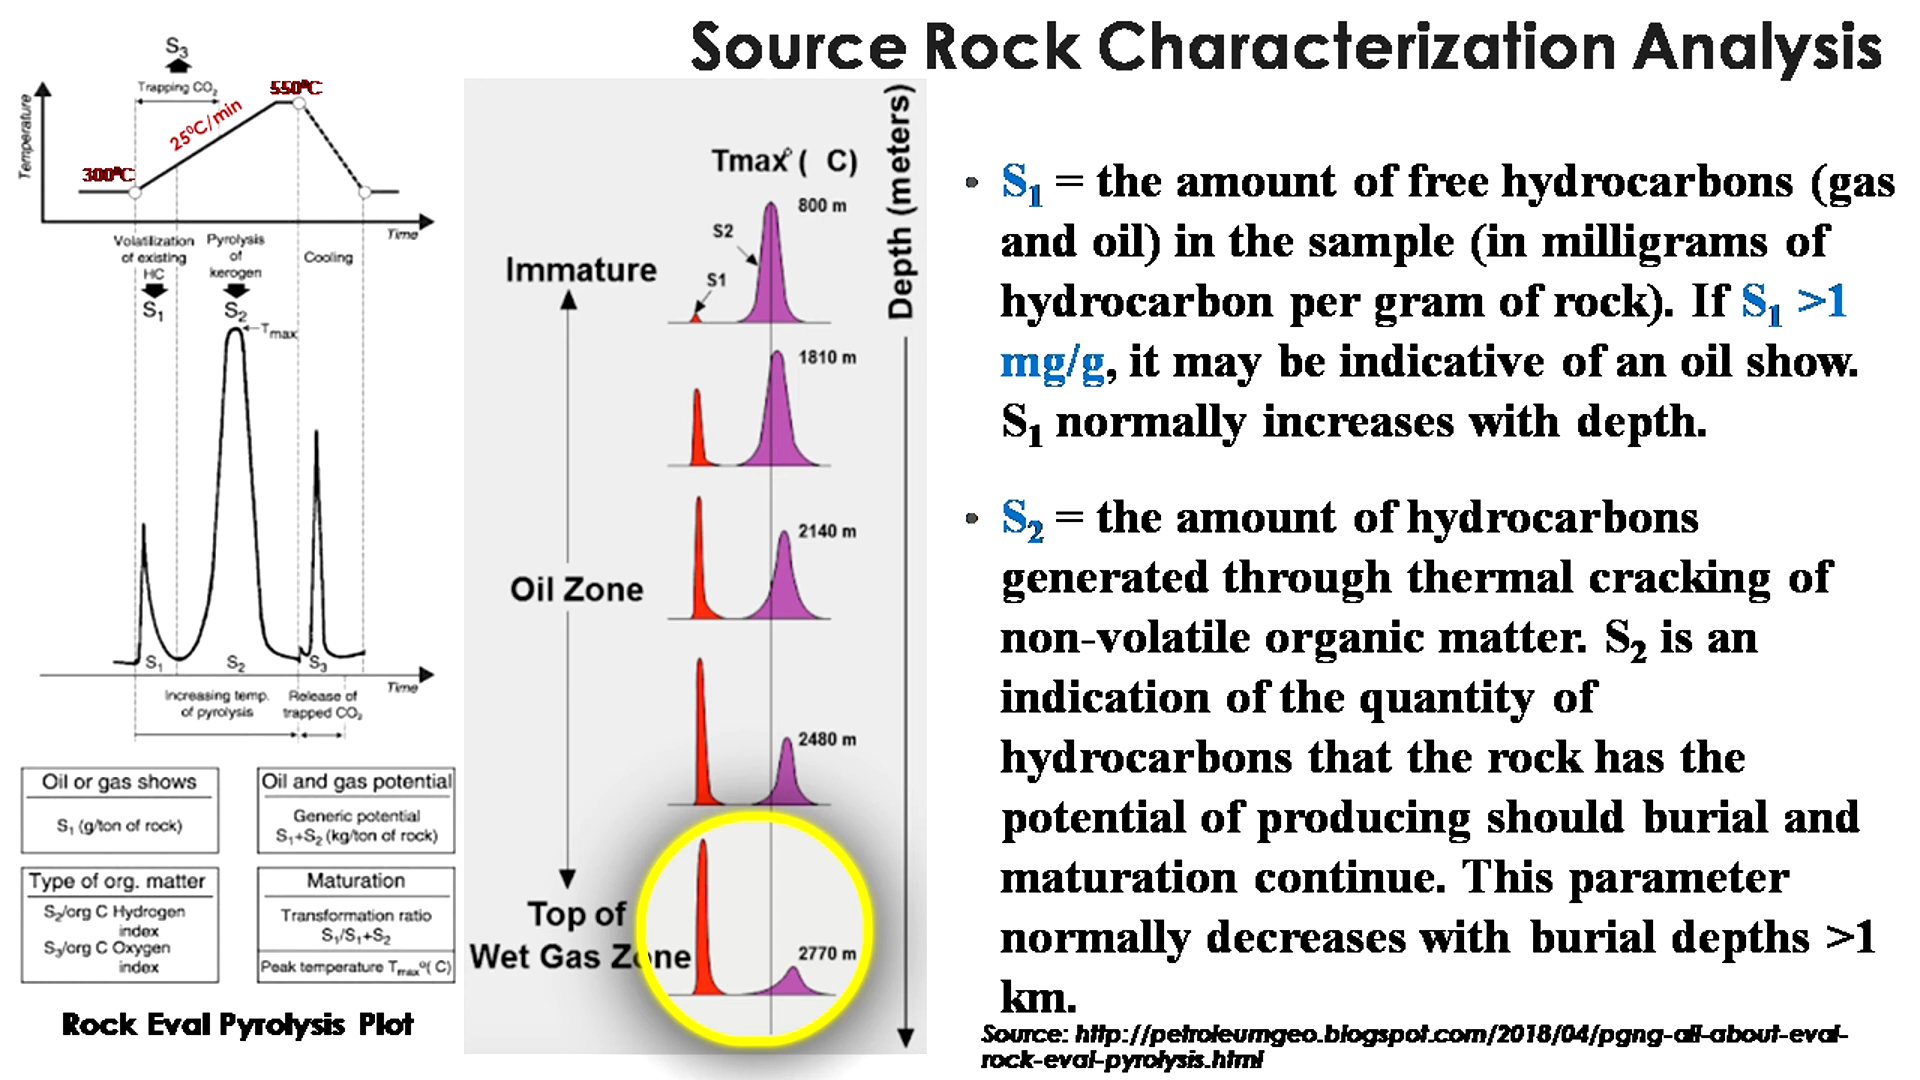 Source Rock Characterization Analysis
S3
Trapping CO2
550⁰C
25⁰C/min
300⁰C
Temperature
Time
Volatilization
of existing
HC
S1
Pyrolysis
of
kerogen
S2
Cooling
Tmax
S1
S2
S3
Time
Increasing temp.
of pyrolysis
Release of
trapped CO2
Oil or gas shows
S1 (g/ton of rock)
Oil and gas potential
Generic potential
S1+S2 (kg/ton of rock)
Type of org. matter
S2/org C Hydrogen
index
S3/org C Oxygen
index
Maturation
Transformation ratio
S1/S1+S2
Peak temperature Tmax⁰( C)
Rock Eval Pyrolysis Plot
Tmax° ( C)
Depth (meters)
800 m
S2
S1
Immature
1810 m
2140 m
Oil Zone
2480 m
Top of
Wet Gas Zone
2770 m
• S1 = the amount of free hydrocarbons (gas
and oil) in the sample (in milligrams of
hydrocarbon per gram of rock). If S1 >1
mg/g, it may be indicative of an oil show.
S1 normally increases with depth.
• S2 = the amount of hydrocarbons
generated through thermal cracking of
non-volatile organic matter. S2 is an
indication of the quantity of
hydrocarbons that the rock has the
potential of producing should burial and
maturation continue. This parameter
normally decreases with burial depths >1
km.
Source: http://petroleumgeo.blogspot.com/2018/04/pgng-all-about-eval-
rock-eval-pyrolysis.html